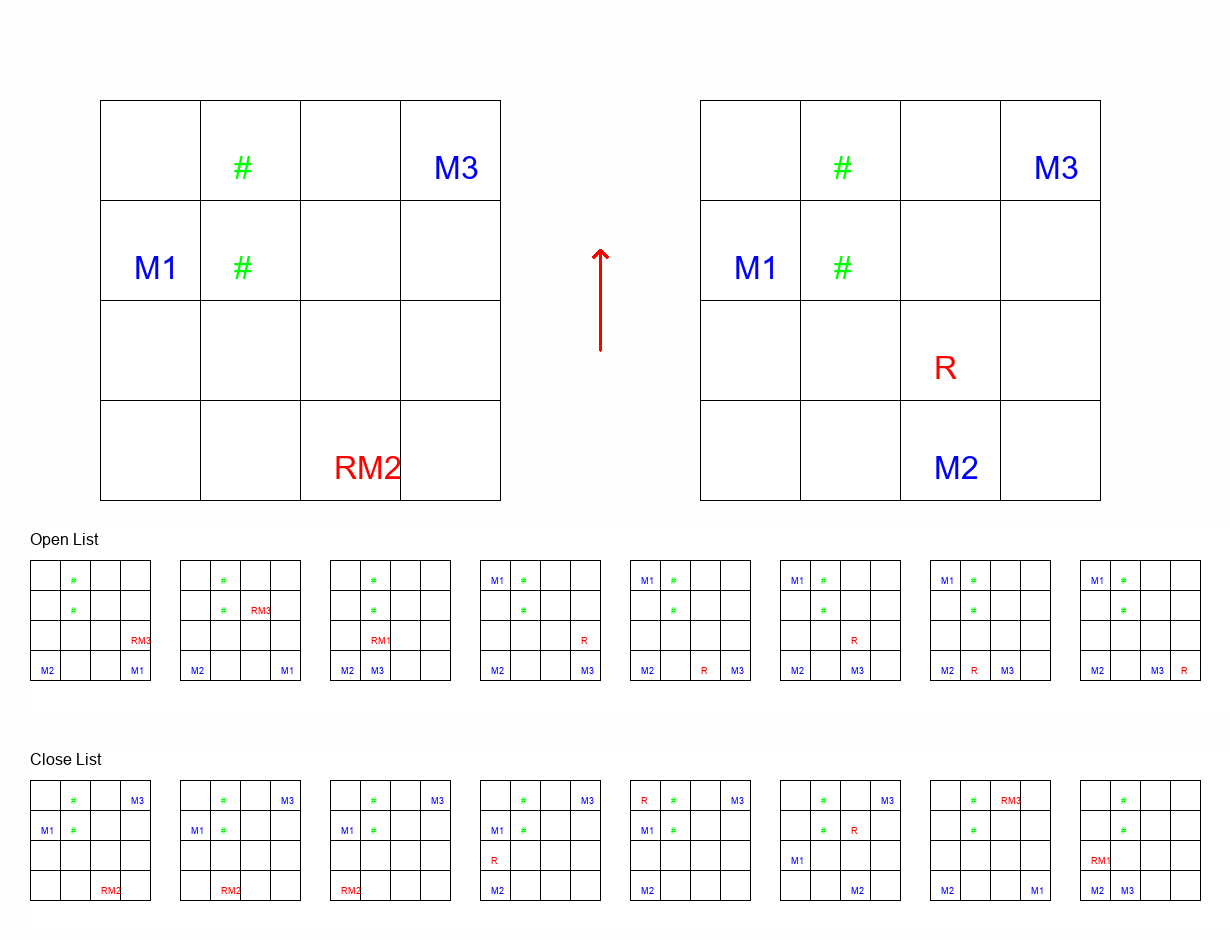 # M3 # M3
M1 # M1 #
R
RM2 M2
Open List
# # # M1 # M1 # M1 # M1 # M1 #
# # RM3 # # # # # #
RM3 RM1 R R
M2 M1 M2 M1 M2 M3 M2 M3 M2 R M3 M2 M3 M2 R M3 M2 M3 R
Close List
# M3 # M3 # M3 # M3 R # M3 # M3 # RM3 #
M1 # M1 # M1 # M1 # M1 # # R # #
R M1 RM1
RM2 RM2 RM2 M2 M2 M2 M2 M1 M2 M3